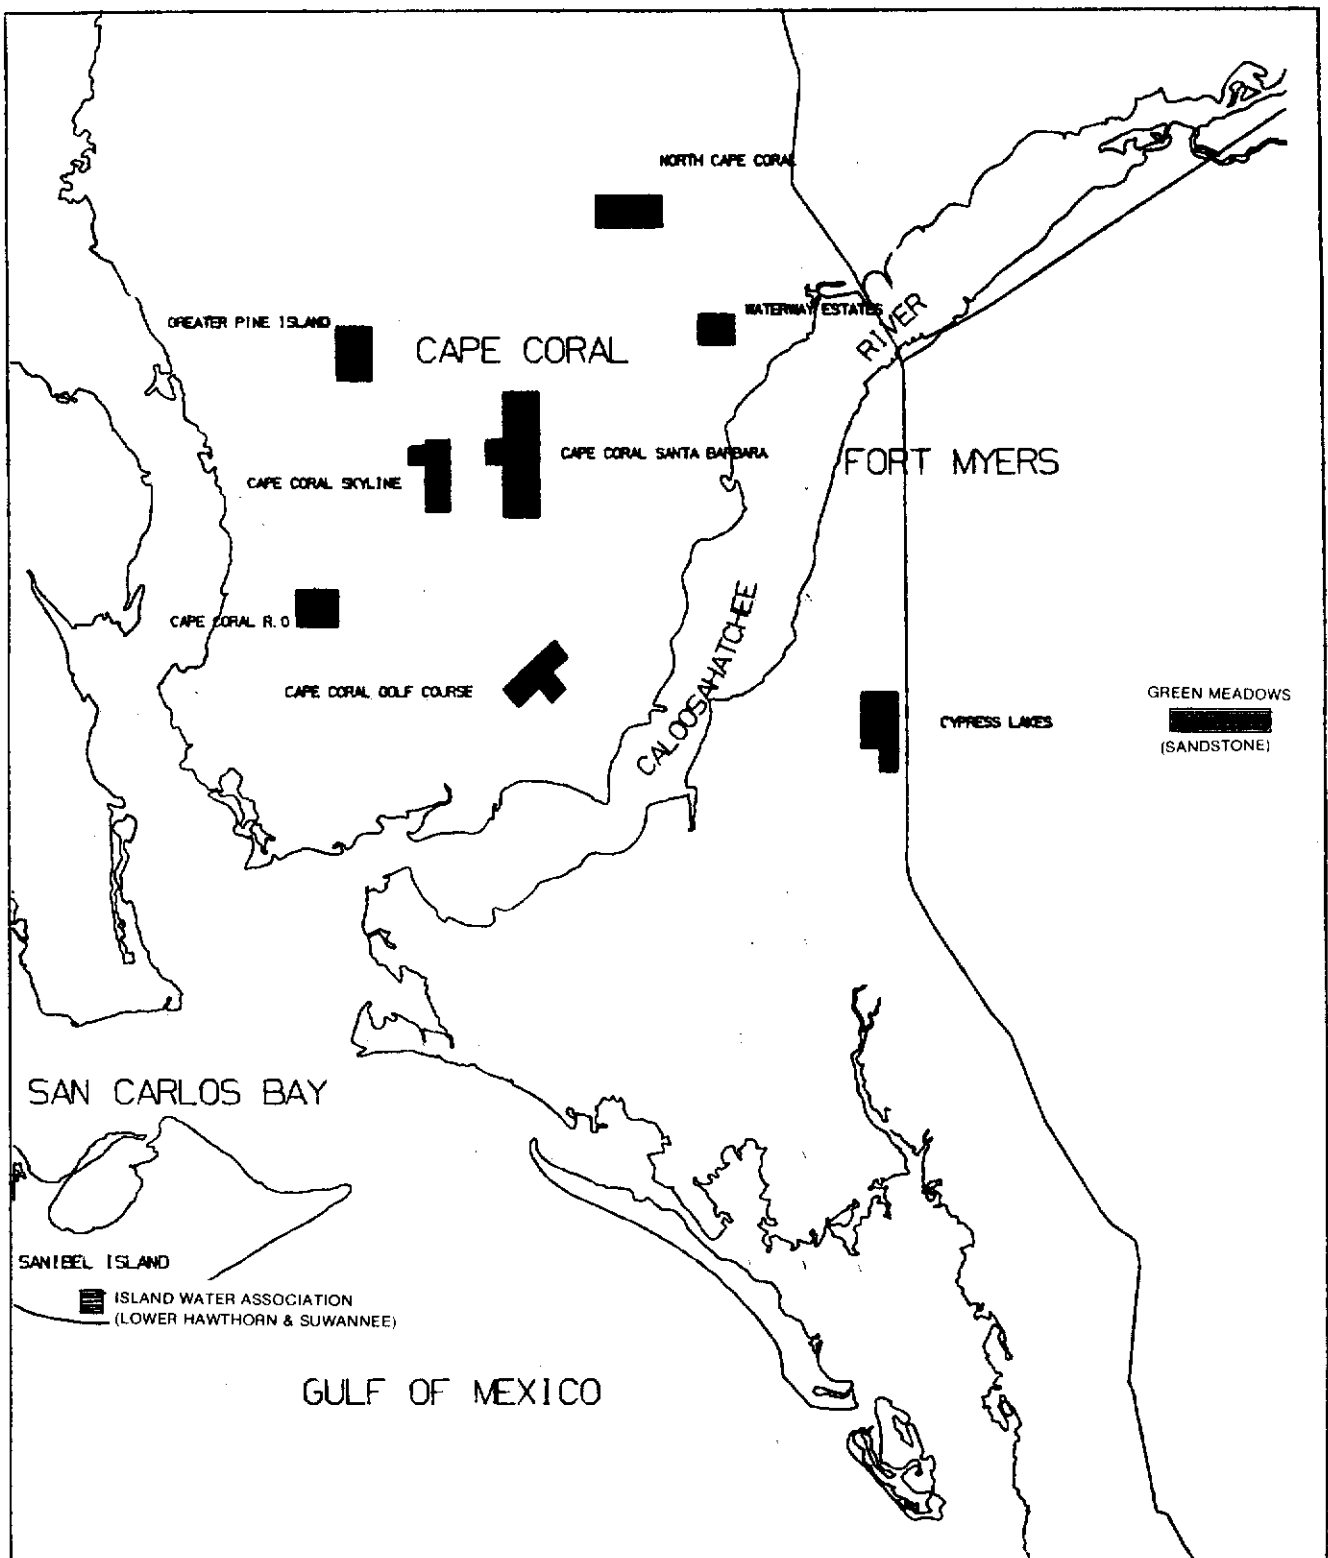 NORTH CAPE CORAL
WATERWAY ESTATES
GREATER PINE ISLAND
CAPE CORAL
RIVER
CAPE CORAL SANTA BARBARA
FORT MYERS
CAPE CORAL SKYLINE
CALOOSAHATCHEE
CAPE CORAL R.O
CAPE CORAL GOLF COURSE
CYPRESS LAKES
GREEN MEADOWS
(SANDSTONE)
SAN CARLOS BAY
SANIBEL ISLAND
ISLAND WATER ASSOCIATION
(LOWER HAWTHORN & SUWANNEE)
GULF OF MEXICO